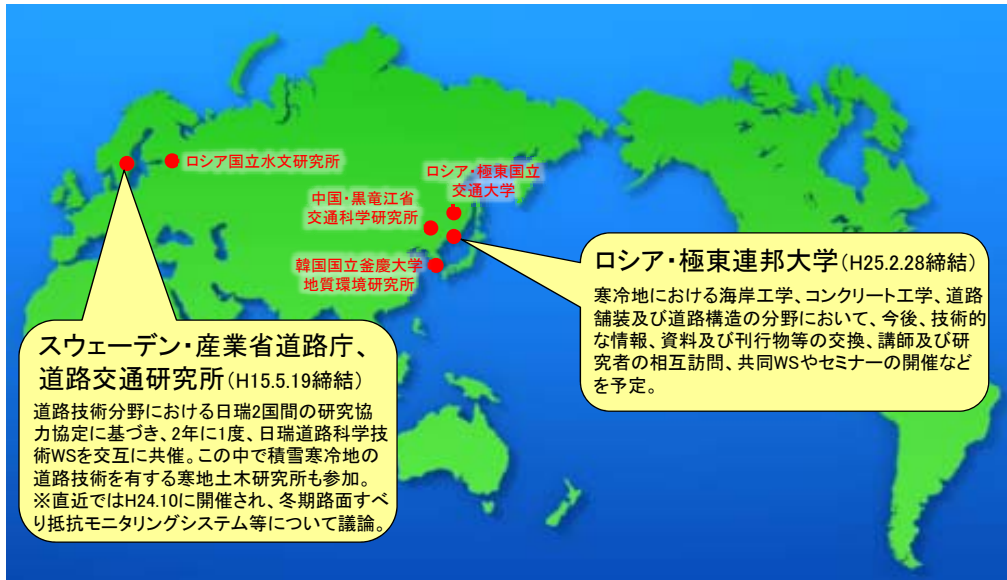 ロシア国立水文研究所
ロシア・極東国立
交通大学
中国・黒竜江省
交通科学研究所
韓国国立釜慶大学
地質環境研究所
ロシア・極東連邦大学(H25.2.28締結)
寒冷地における海岸工学、コンクリート工学、道路
舗装及び道路構造の分野において、今後、技術的
な情報、資料及び刊行物等の交換、講師及び研
究者の相互訪問、共同WSやセミナーの開催など
を予定。
スウェーデン・産業省道路庁、
道路交通研究所(H15.5.19締結)
道路技術分野における日瑞2国間の研究協
力協定に基づき、2年に1度、日瑞道路科学技
術WSを交互に共催。この中で積雪寒冷地の
道路技術を有する寒地土木研究所も参加。
※直近ではH24.10に開催され、冬期路面すべ
り抵抗モニタリングシステム等について議論。